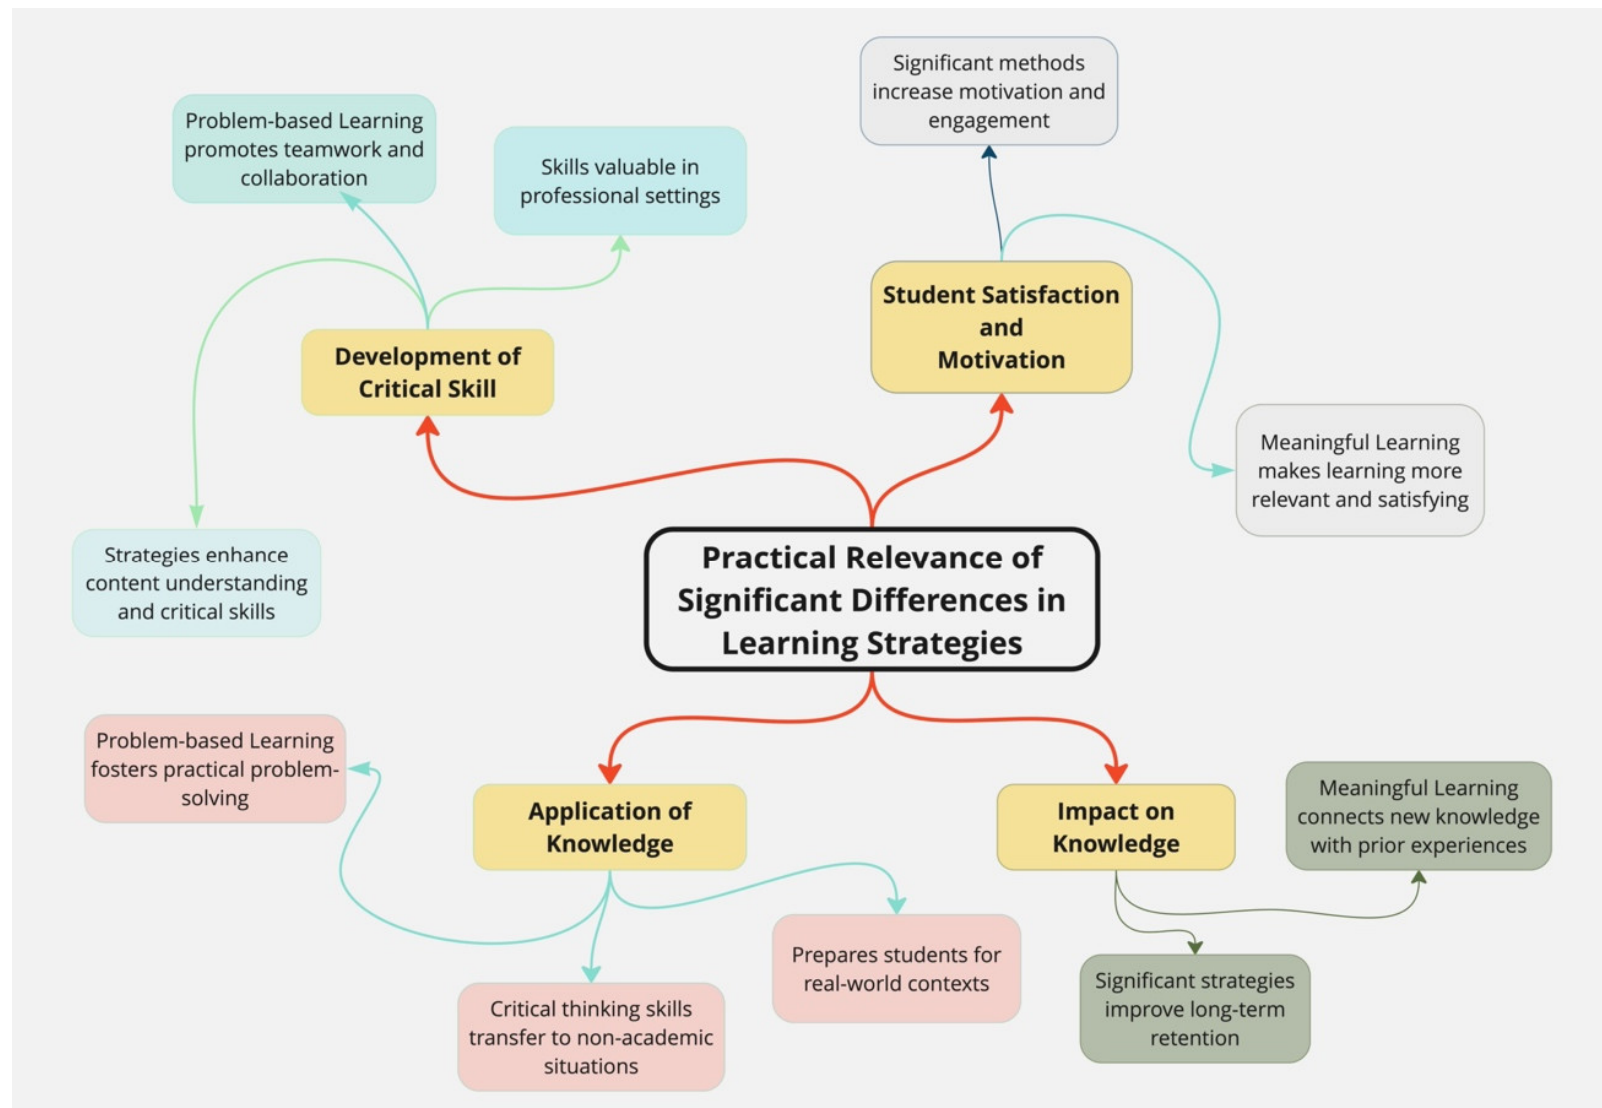 Significant methods
increase motivation and
engagement
Problem-based Learning
promotes teamwork and
collaboration
Skills valuable in
professional settings
Student Satisfaction
and
Motivation
Development of
Critical Skill
Meaningful Learning
makes learning more
relevant and satisfying
Strategies enhance
content understanding
and critical skills
Practical Relevance of
Significant Differences in
Learning Strategies
Problem-based Learning
fosters practical problem-
solving
Application of
Knowledge
Impact on
Knowledge
Meaningful Learning
connects new knowledge
with prior experiences
Prepares students for
real-world contexts
Critical thinking skills
transfer to non-academic
situations
Significant strategies
improve long-term
retention